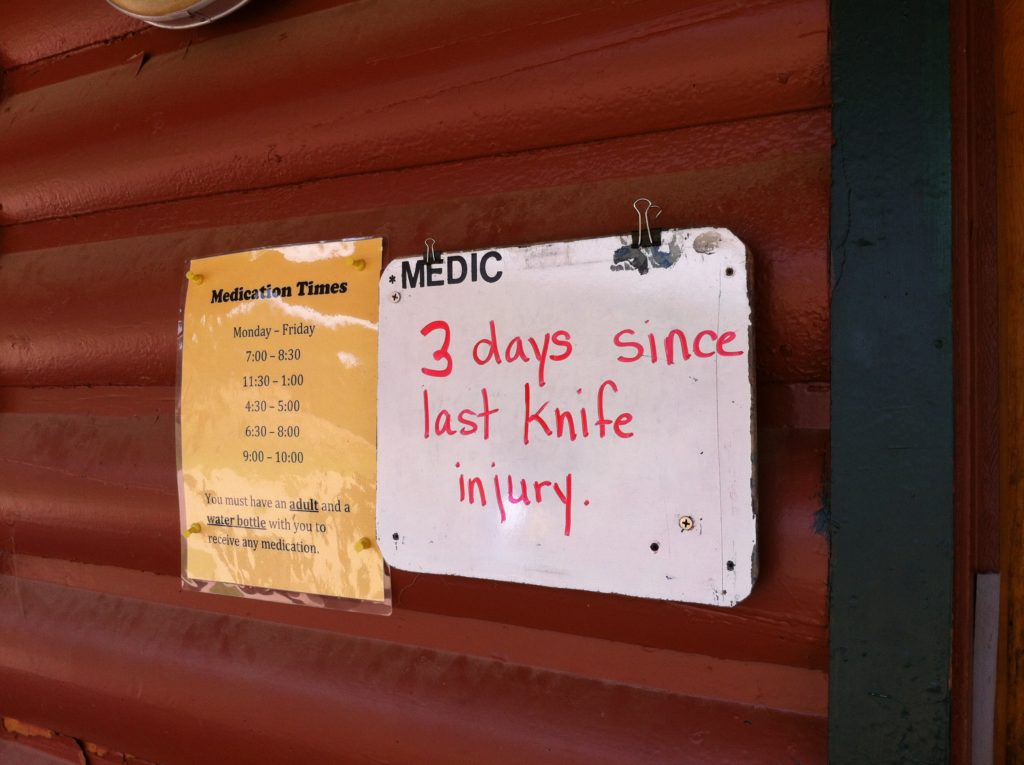 Medication Times
Monday – Friday
7:00 – 8:30
11:30 – 1:00
4:30 – 5:00
6:30 – 8:00
9:00 – 10:00
You must have an adult and a
water bottle with you to
receive any medication.
* MEDIC
3 days since
last knife
injury.